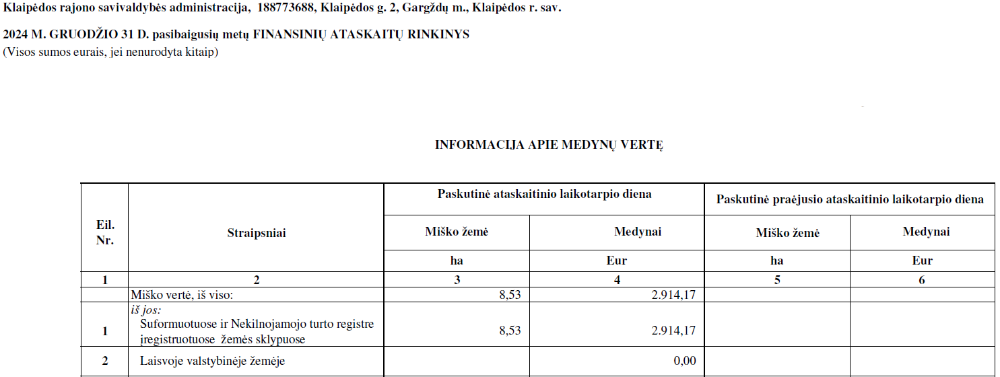 Klaipėdos rajono savivaldybės administracija,  188773688, Klaipėdos g. 2, Gargždų m., Klaipėdos r. sav.
2024 M. GRUODŽIO 31 D. pasibaigusių metų FINANSINIŲ ATASKAITŲ RINKINYS
(Visos sumos eurais, jei nenurodyta kitaip)
INFORMACIJA APIE MEDYNŲ VERTĘ
Eil. Nr. Straipsniai Paskutinė ataskaitinio laikotarpio diena Paskutinė praėjusio ataskaitinio laikotarpio diena
Miško žemė Medynai Miško žemė Medynai
ha Eur ha Eur
1 2 3 4 5 6
Miško vertė, iš viso: 8,53 2.914,17
iš jos:
1 Suformuotuose ir Nekilnojamojo turto registre
įregistruotuose  žemės sklypuose 8,53 2.914,17
2 Laisvoje valstybinėje žemėje 0,00